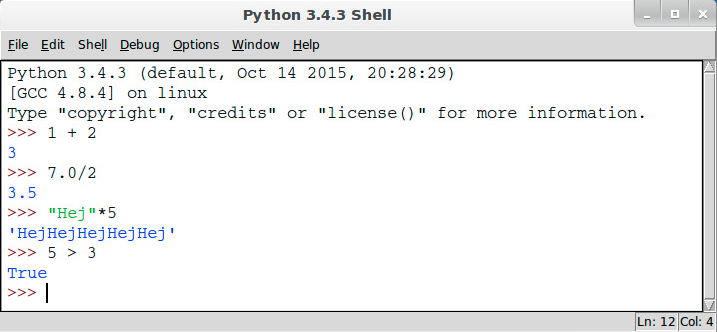 Python 3.4.3 Shell
File Edit Shell Debug Options Window Help
Python 3.4.3 (default, Oct 14 2015, 20:28:29)
[GCC 4.8.4] on linux
Type "copyright", "credits" or "license()" for more information.
>>> 1 + 2
3
>>> 7.0/2
3.5
>>> "Hej"*5
'HejHejHejHejHej'
>>> 5 > 3
True
>>>
Ln: 12 Col: 4